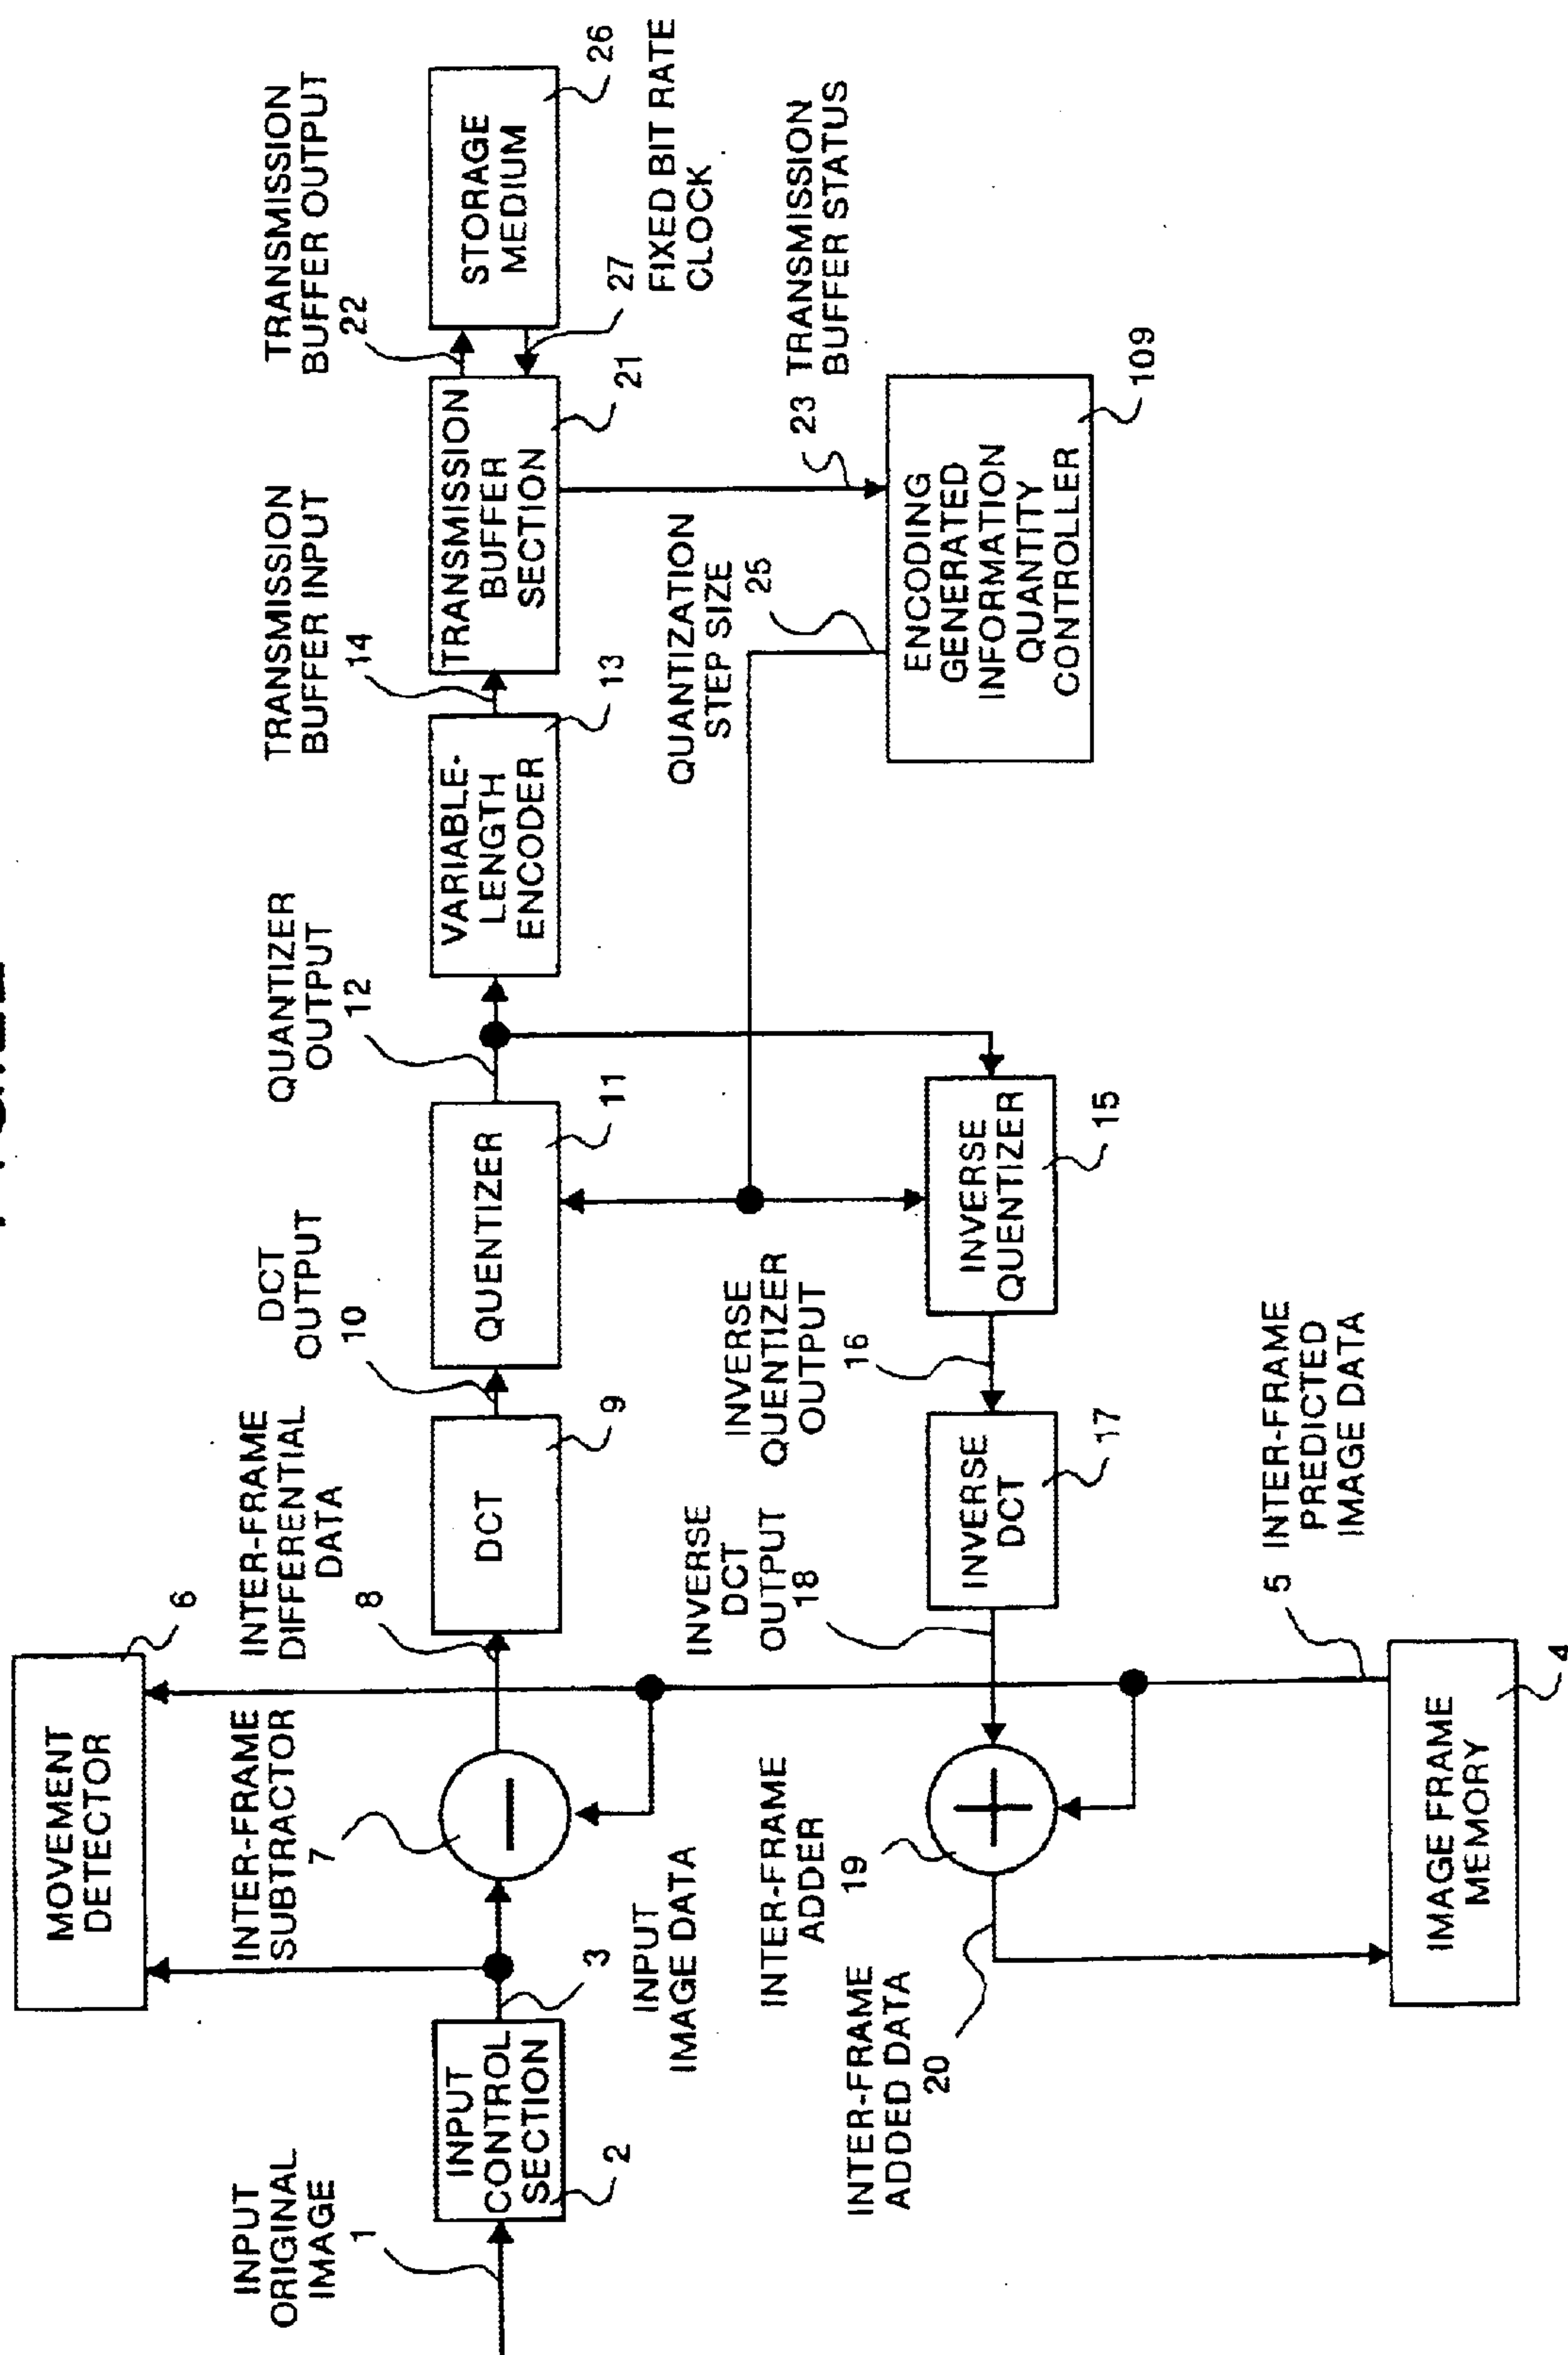 MOVEMENT
DETECTOR
6
INPUT
ORIGINAL
IMAGE
1
INPUT
CONTROL
SECTION
2
3
INPUT
IMAGE DATA
INTER-FRAME
SUBTRACTOR
7
INTER-FRAME
DIFFERENTIAL
DATA
8
DCT
9
DCT
OUTPUT
10
QUENTIZER
11
QUANTIZER
OUTPUT
12
VARIABLE-
LENGTH
ENCODER
13
TRANSMISSION
BUFFER INPUT
14
TRANSMISSION
BUFFER
SECTION
21
TRANSMISSION
BUFFER OUTPUT
22
STORAGE
MEDIUM
26
27
FIXED BIT RATE
CLOCK
23 TRANSMISSION
BUFFER STATUS
QUANTIZATION
STEP SIZE
25
ENCODING
GENERATED
INFORMATION
QUANTITY
CONTROLLER
109
INVERSE
QUENTIZER
15
INVERSE
QUENTIZER
OUTPUT
16
INVERSE
DCT
17
INVERSE
DCT
OUTPUT
18
INTER-FRAME
ADDER
19
INTER-FRAME
ADDED DATA
20
5 INTER-FRAME
PREDICTED
IMAGE DATA
IMAGE FRAME
MEMORY
4